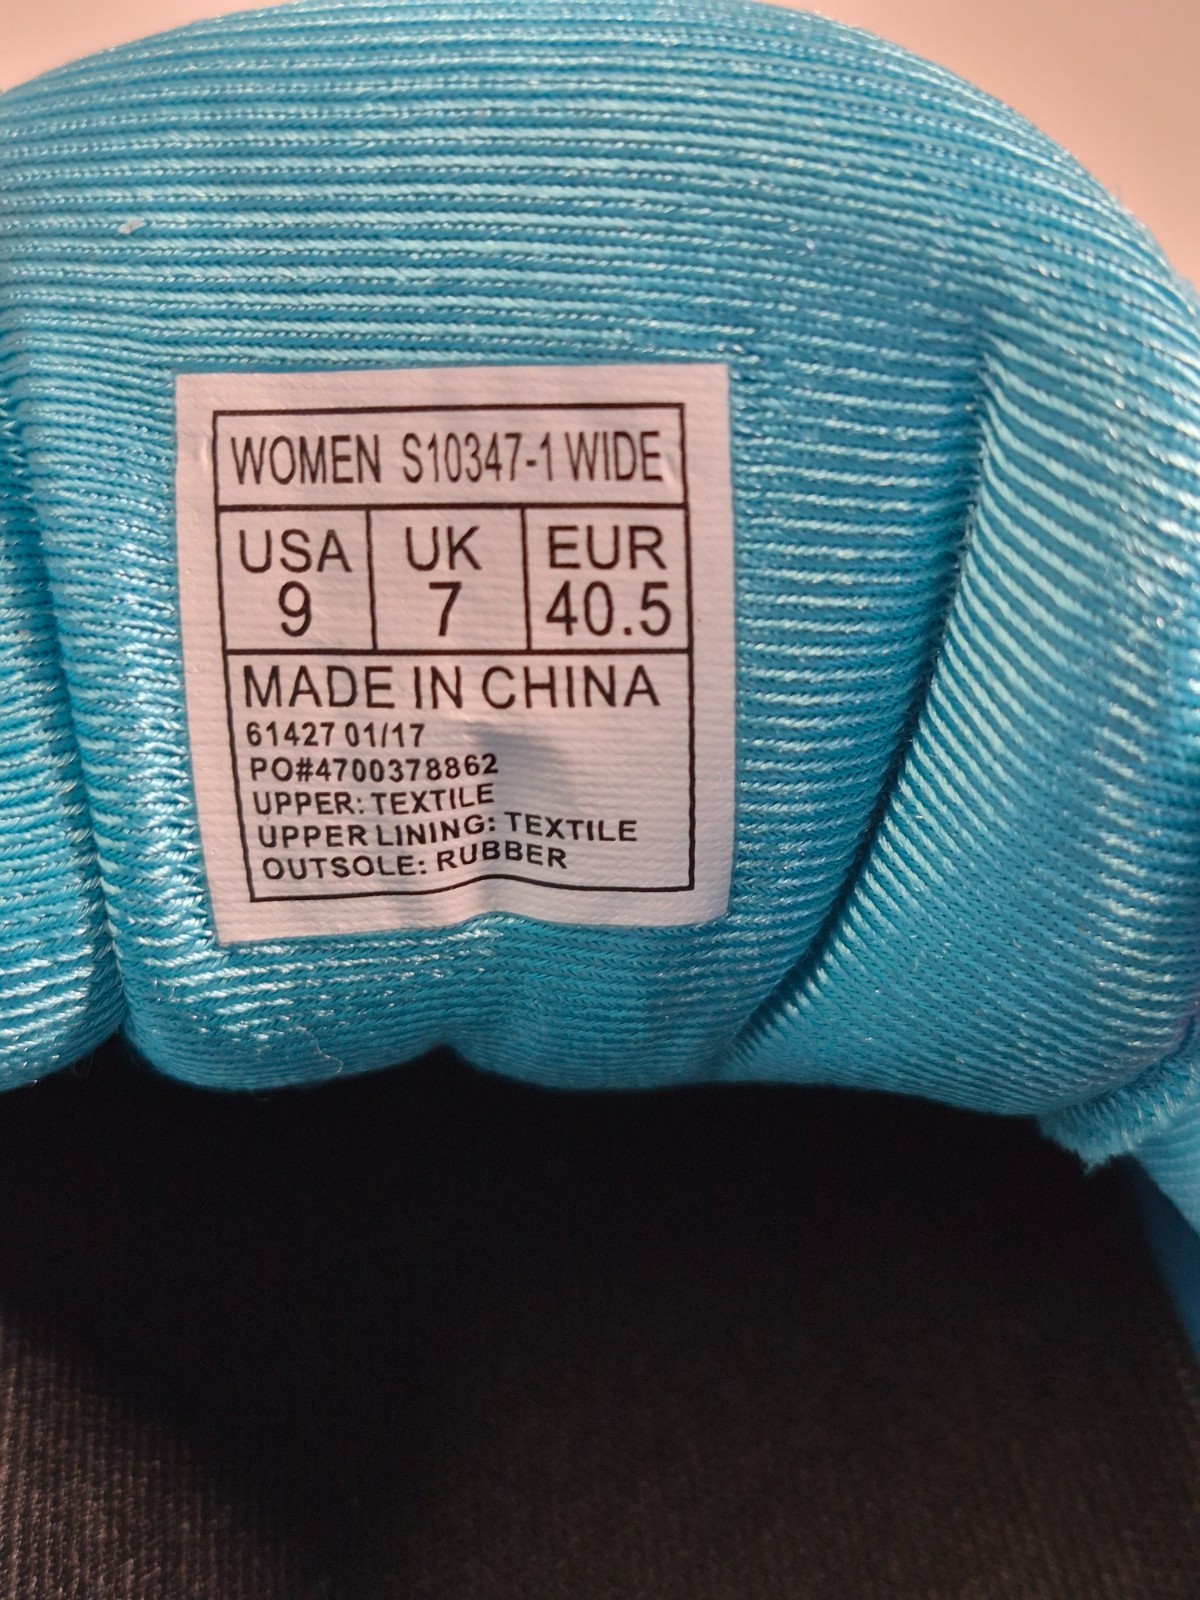 WOMEN S10347-1 WIDE
USA UK EUR
9 7 40.5
MADE IN CHINA
61427 01/17
PO#4700378862
UPPER: TEXTILE
UPPER LINING: TEXTILE
OUTSOLE: RUBBER